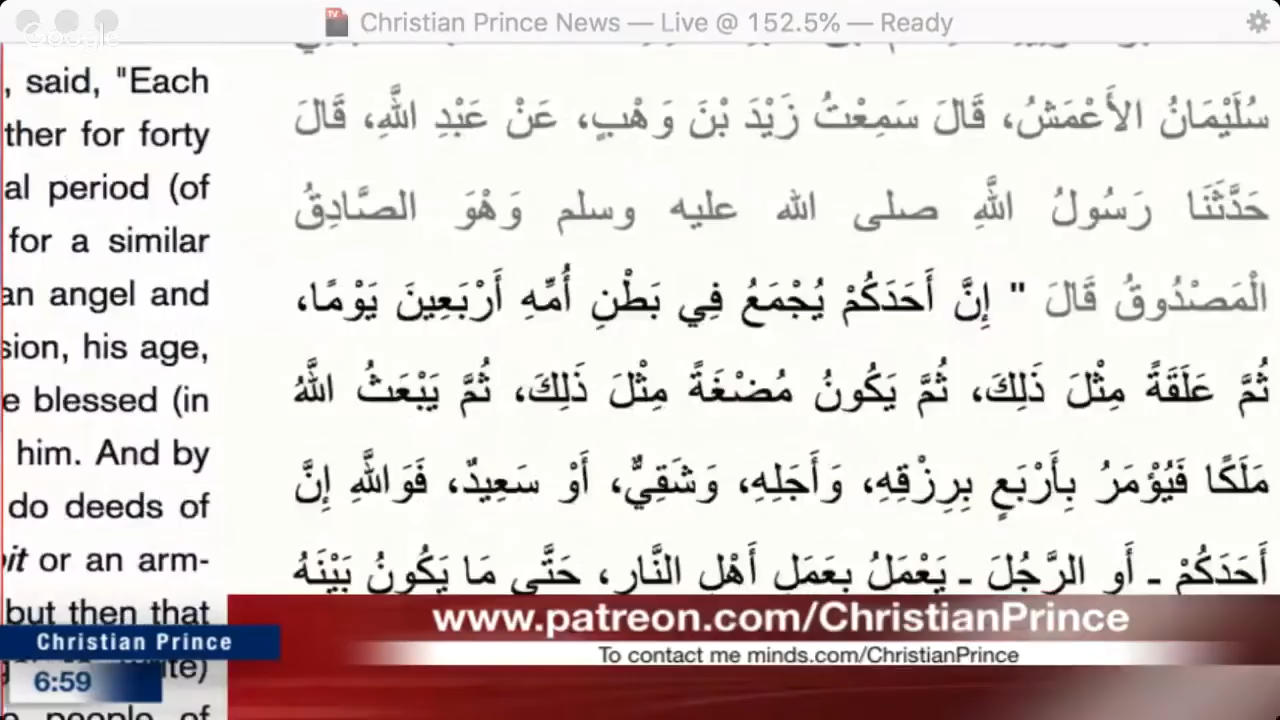 Christian Prince News — Live @ 152.5% — Ready
Google
, said, "Each
ther for forty
al period (of
for a similar
an angel and
sion, his age,
e blessed (in
him. And by
do deeds of
it or an arm-
but then that
people of
سُلَيْمَانُ الأَعْمَشُ، قَالَ سَمِعْتُ زَيْدَ بْنَ وَهْبٍ، عَنْ عَبْدِ اللَّهِ، قَالَ
حَدَّثَنَا رَسُولُ اللَّهِ صلى الله عليه وسلم وَهْوَ الصَّادِقُ
الْمَصْدُوقُ قَالَ " إِنَّ أَحَدَكُمْ يُجْمَعُ فِي بَطْنِ أُمِّهِ أَرْبَعِينَ يَوْمًا،
ثُمَّ عَلَقَةً مِثْلَ ذَلِكَ، ثُمَّ يَكُونُ مُضْغَةً مِثْلَ ذَلِكَ، ثُمَّ يَبْعَثُ اللَّهُ
مَلَكًا فَيُؤْمَرُ بِأَرْبَعٍ بِرِزْقِهِ، وَأَجَلِهِ، وَشَقِيٌّ، أَوْ سَعِيدٌ، فَوَاللَّهِ إِنَّ
أَحَدَكُمْ ـ أَوِ الرَّجُلَ ـ يَعْمَلُ بِعَمَلِ أَهْلِ النَّارِ، حَتَّى مَا يَكُونُ بَيْنَهُ
www.patreon.com/ChristianPrince
Christian Prince
To contact me minds.com/ChristianPrince
6:59